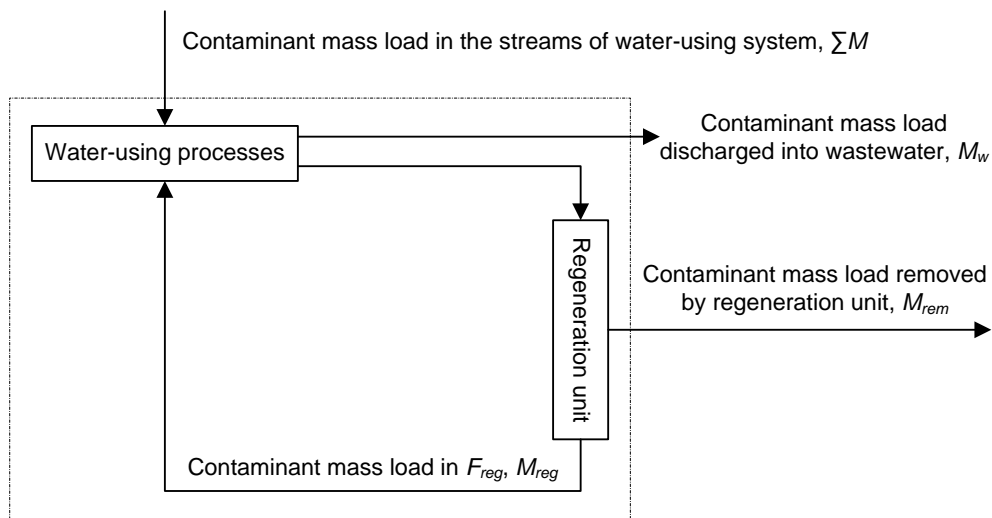 Contaminant mass load in the streams of water-using system, ∑M
Water-using processes
Contaminant mass load
discharged into wastewater, Mw
Regeneration unit
Contaminant mass load removed
by regeneration unit, Mrem
Contaminant mass load in Freg, Mreg